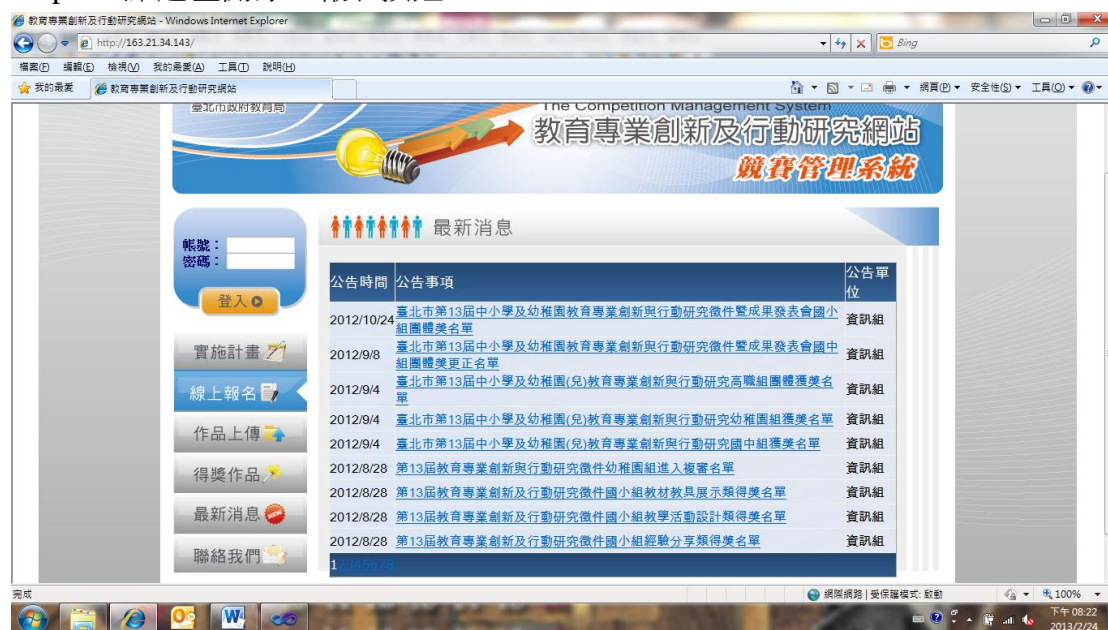 教育專業創新及行動研究網站 - Windows Internet Explorer
http://163.21.34.143/
Bing
檔案(F) 編輯(E) 檢視(V) 我的最愛(A) 工具(T) 說明(H)
我的最愛 教育專業創新及行動研究網站 網頁(P) 安全性(S) 工具(O)
臺北市政府教育局
The Competition Management System
教育專業創新及行動研究網站
競賽管理系統
帳號：
密碼：
登入
實施計畫
線上報名
作品上傳
得獎作品
最新消息 NEW
聯絡我們
最新消息
公告時間 公告事項 公告單位
2012/10/24 臺北市第13屆中小學及幼稚園教育專業創新與行動研究徵件暨成果發表會國小
組團體獎名單 資訊組
2012/9/8 臺北市第13屆中小學及幼稚園教育專業創新與行動研究徵件暨成果發表會國中
組團體獎更正名單 資訊組
2012/9/4 臺北市第13屆中小學及幼稚園(兒)教育專業創新與行動研究高職組團體獲獎名
單 資訊組
2012/9/4 臺北市第13屆中小學及幼稚園(兒)教育專業創新與行動研究幼稚園組獲獎名單 資訊組
2012/9/4 臺北市第13屆中小學及幼稚園(兒)教育專業創新與行動研究國中組獲獎名單 資訊組
2012/8/28 第13屆教育專業創新與行動研究徵件幼稚園組進入複審名單 資訊組
2012/8/28 第13屆教育專業創新及行動研究徵件國小組教材教具展示類得獎名單 資訊組
2012/8/28 第13屆教育專業創新及行動研究徵件國小組教學活動設計類得獎名單 資訊組
2012/8/28 第13屆教育專業創新及行動研究徵件國小組經驗分享類得獎名單 資訊組
12345678
完成 網際網路 | 受保護模式: 啟動 100%
下午 08:22
2013/2/24